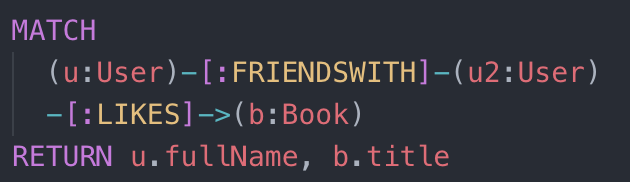 MATCH
(u:User)-[:FRIENDSWITH]-(u2:User)
-[:LIKES]->(b:Book)
RETURN u.fullName, b.title